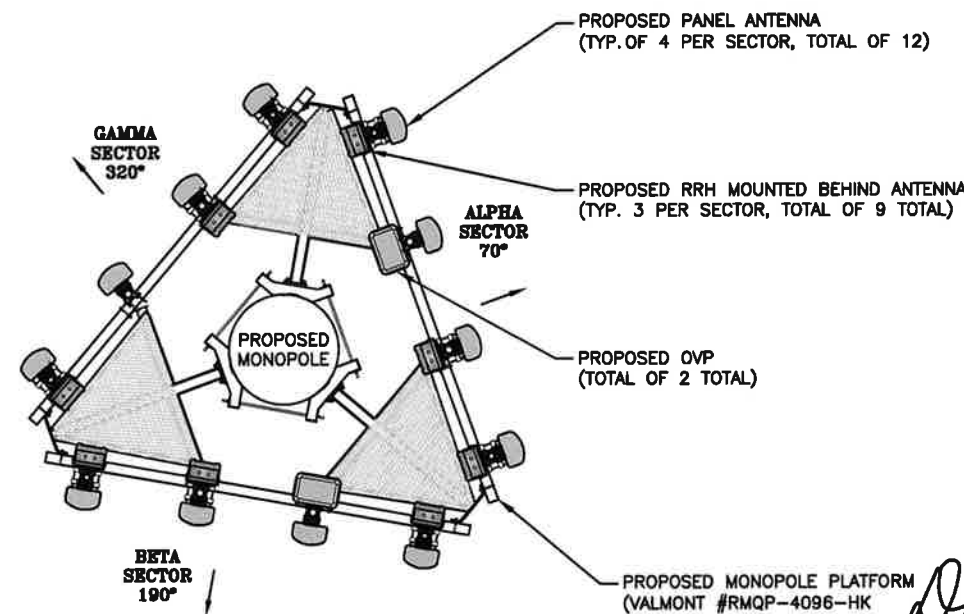 PROPOSED PANEL ANTENNA
(TYP. OF 4 PER SECTOR, TOTAL OF 12)
GAMMA
SECTOR
320°
PROPOSED RRH MOUNTED BEHIND ANTENNA
(TYP. 3 PER SECTOR, TOTAL OF 9 TOTAL)
ALPHA
SECTOR
70°
PROPOSED
MONOPOLE
PROPOSED OVP
(TOTAL OF 2 TOTAL)
BETA
SECTOR
190°
PROPOSED MONOPOLE PLATFORM
(VALMONT #RMQP-4096-HK